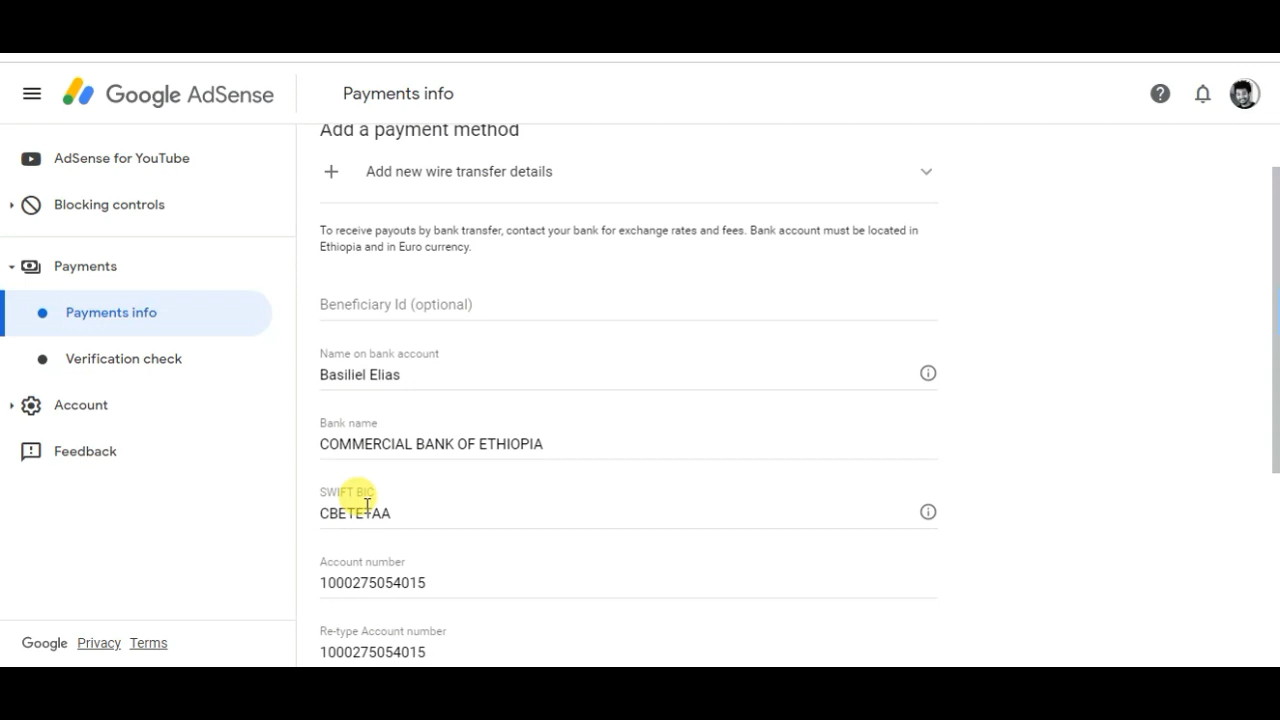 Google AdSense
Payments info
AdSense for YouTube
Blocking controls
Payments
Payments info
Verification check
Account
Feedback
Google Privacy Terms
Add a payment method
Add new wire transfer details
To receive payouts by bank transfer, contact your bank for exchange rates and fees. Bank account must be located in
Ethiopia and in Euro currency.
Beneficiary Id (optional)
Name on bank account
Basiliel Elias
Bank name
COMMERCIAL BANK OF ETHIOPIA
SWIFT BIC
CBETETAA
Account number
1000275054015
Re-type Account number
1000275054015